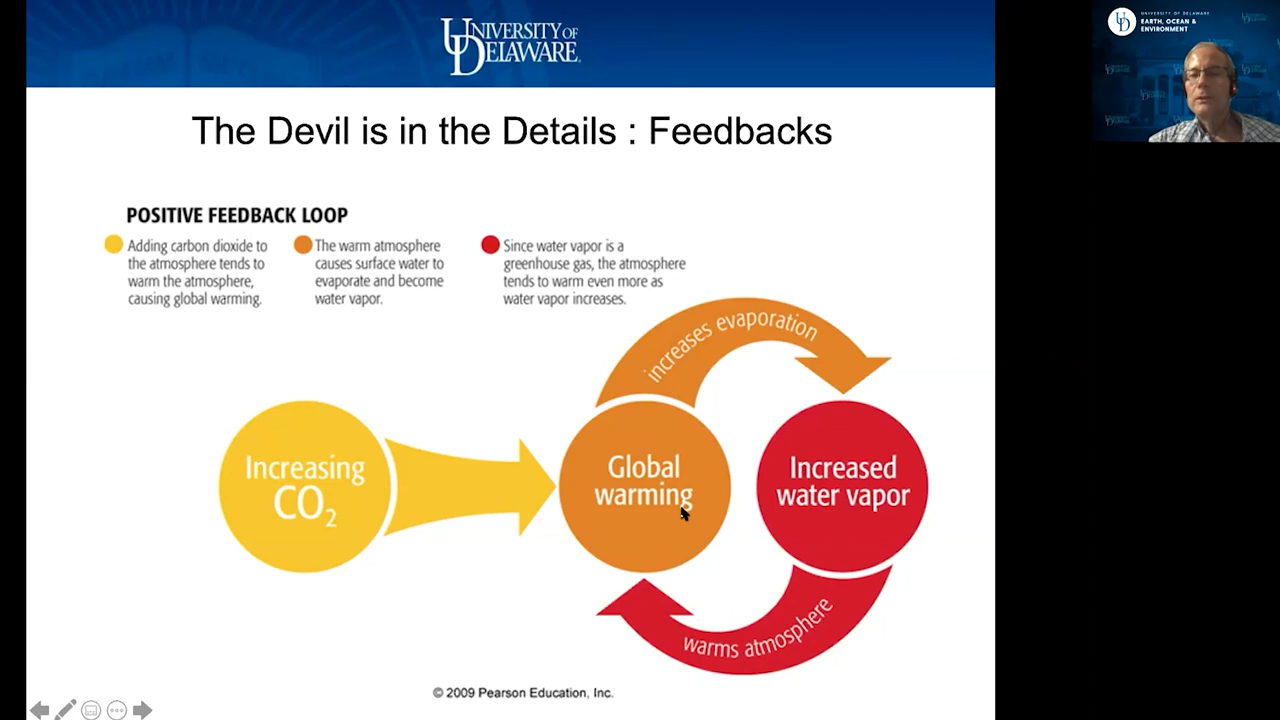 UNIVERSITY OF
DELAWARE
UNIVERSITY OF DELAWARE
EARTH, OCEAN &
ENVIRONMENT
The Devil is in the Details : Feedbacks
POSITIVE FEEDBACK LOOP
Adding carbon dioxide to
the atmosphere tends to
warm the atmosphere,
causing global warming.
The warm atmosphere
causes surface water to
evaporate and become
water vapor.
Since water vapor is a
greenhouse gas, the atmosphere
tends to warm even more as
water vapor increases.
increases evaporation
Increasing
CO2
Global
warming
Increased
water vapor
warms atmosphere
© 2009 Pearson Education, Inc.